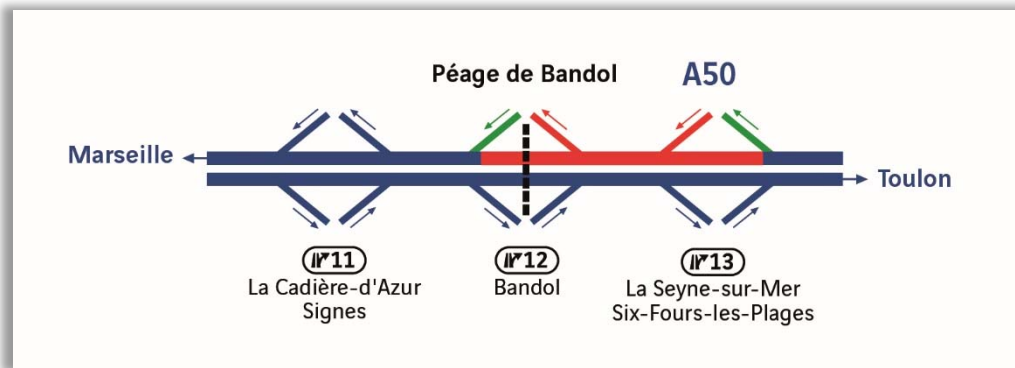 Péage de Bandol
A50
Marseille
Toulon
11
La Cadière-d'Azur
Signes
12
Bandol
13
La Seyne-sur-Mer
Six-Fours-les-Plages